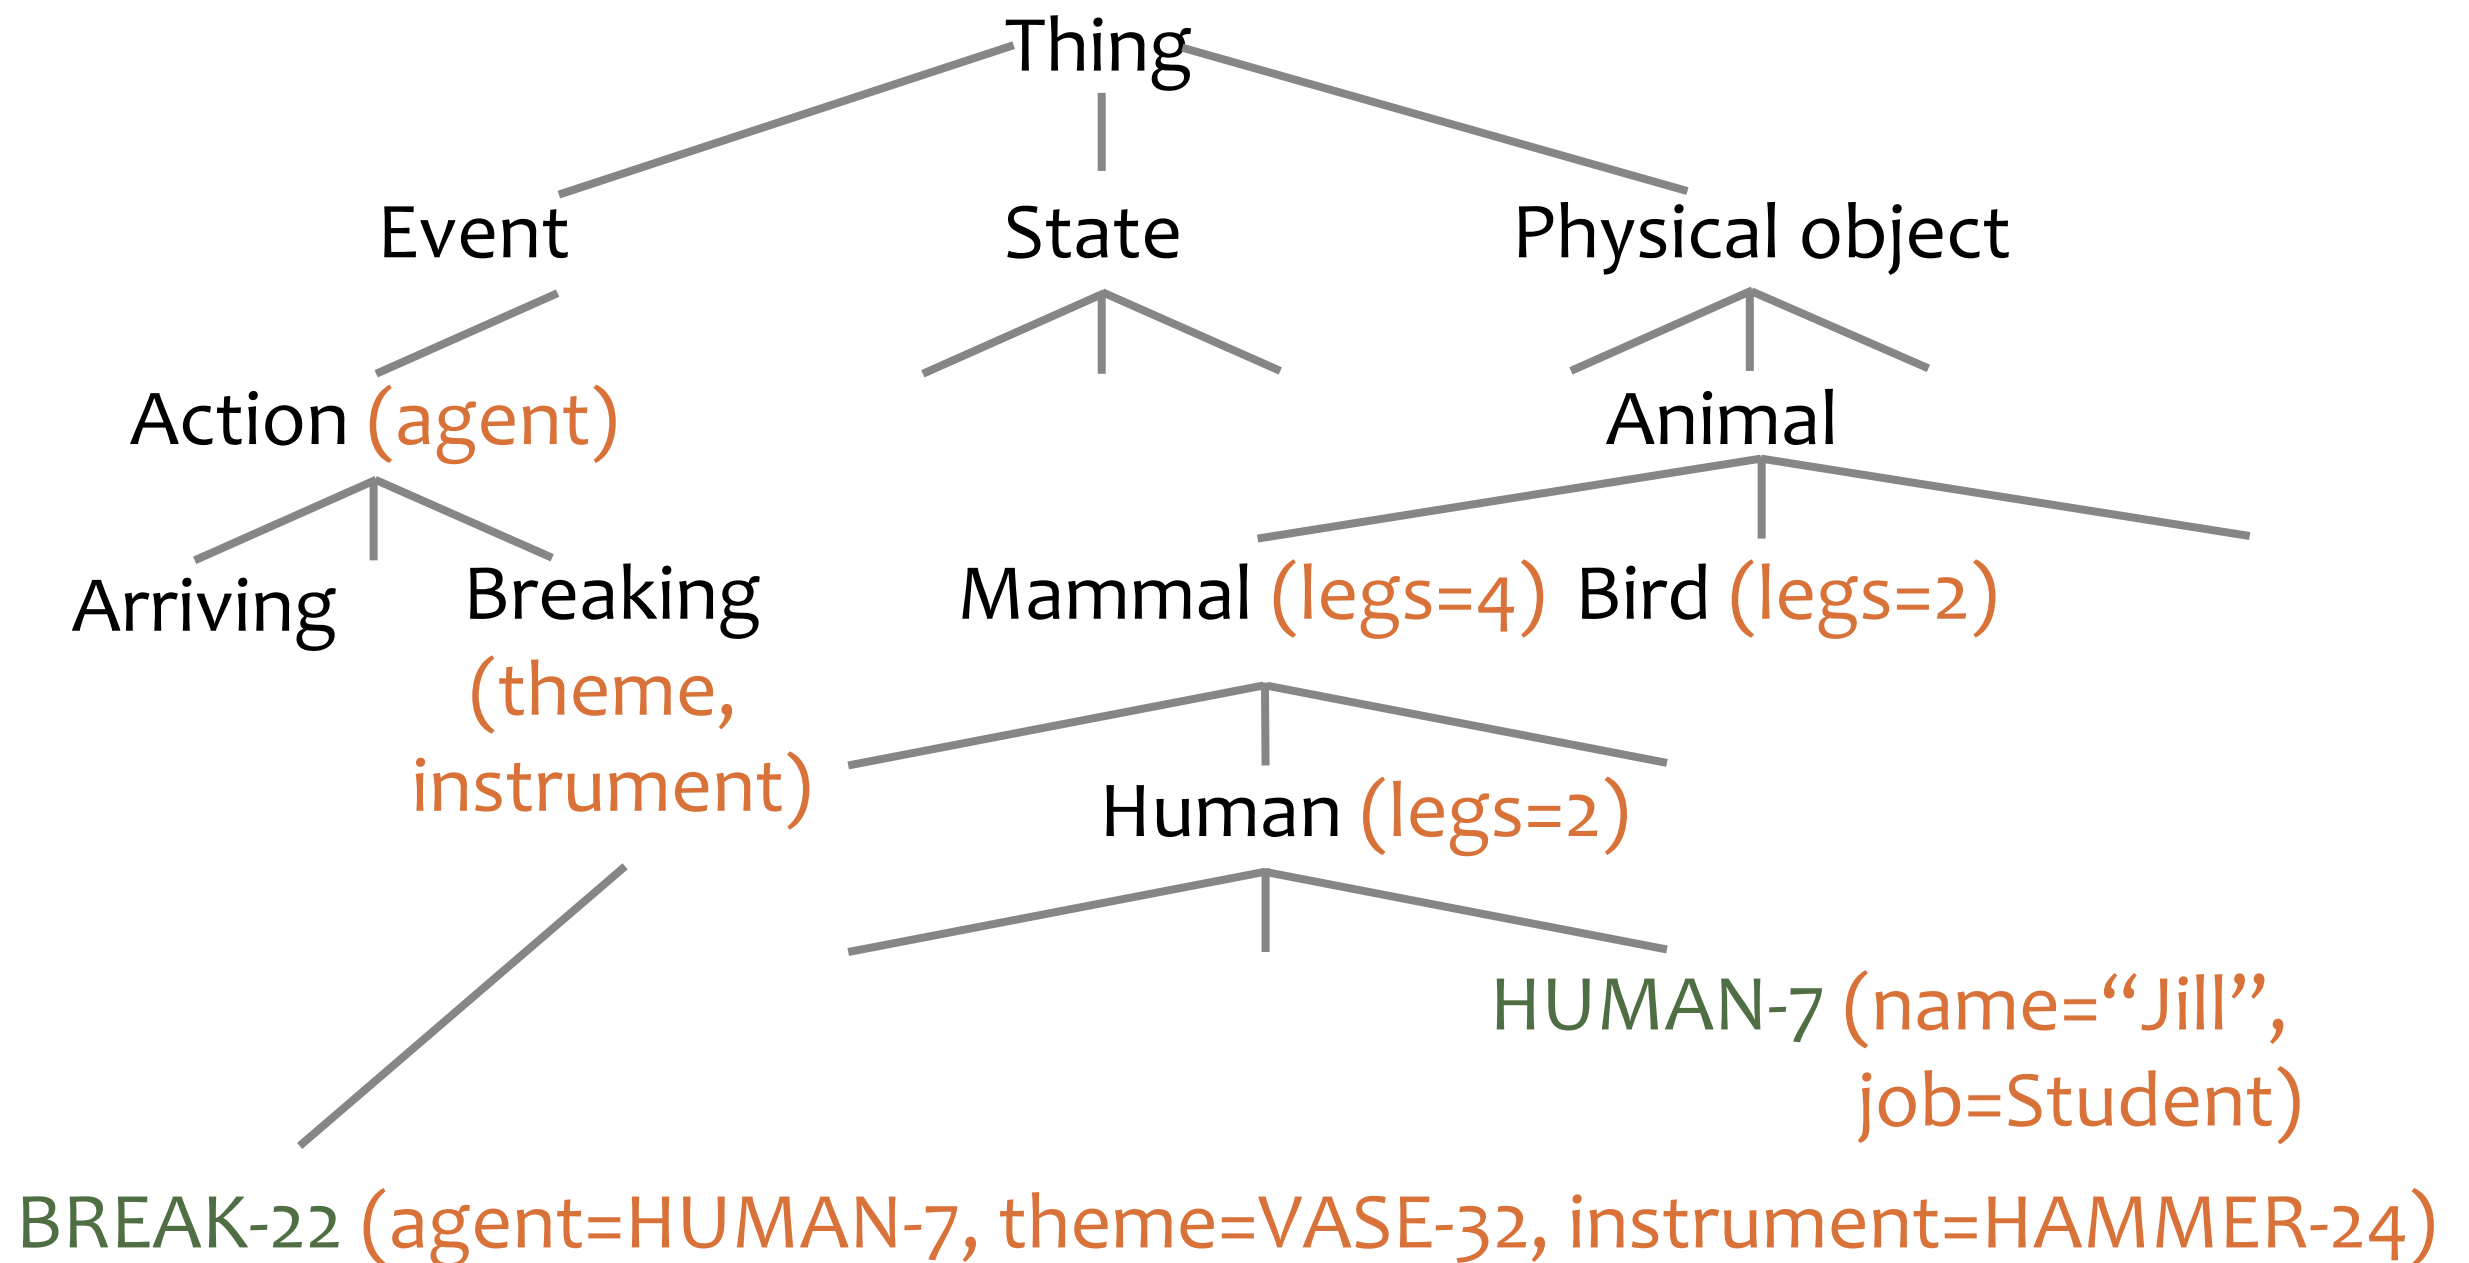 Thing
Event State Physical object
Action (agent) Animal
Arriving Breaking Mammal (legs=4) Bird (legs=2)
(theme,
instrument)
Human (legs=2)
HUMAN-7 (name=“Jill”,
job=Student)
BREAK-22 (agent=HUMAN-7, theme=VASE-32, instrument=HAMMER-24)